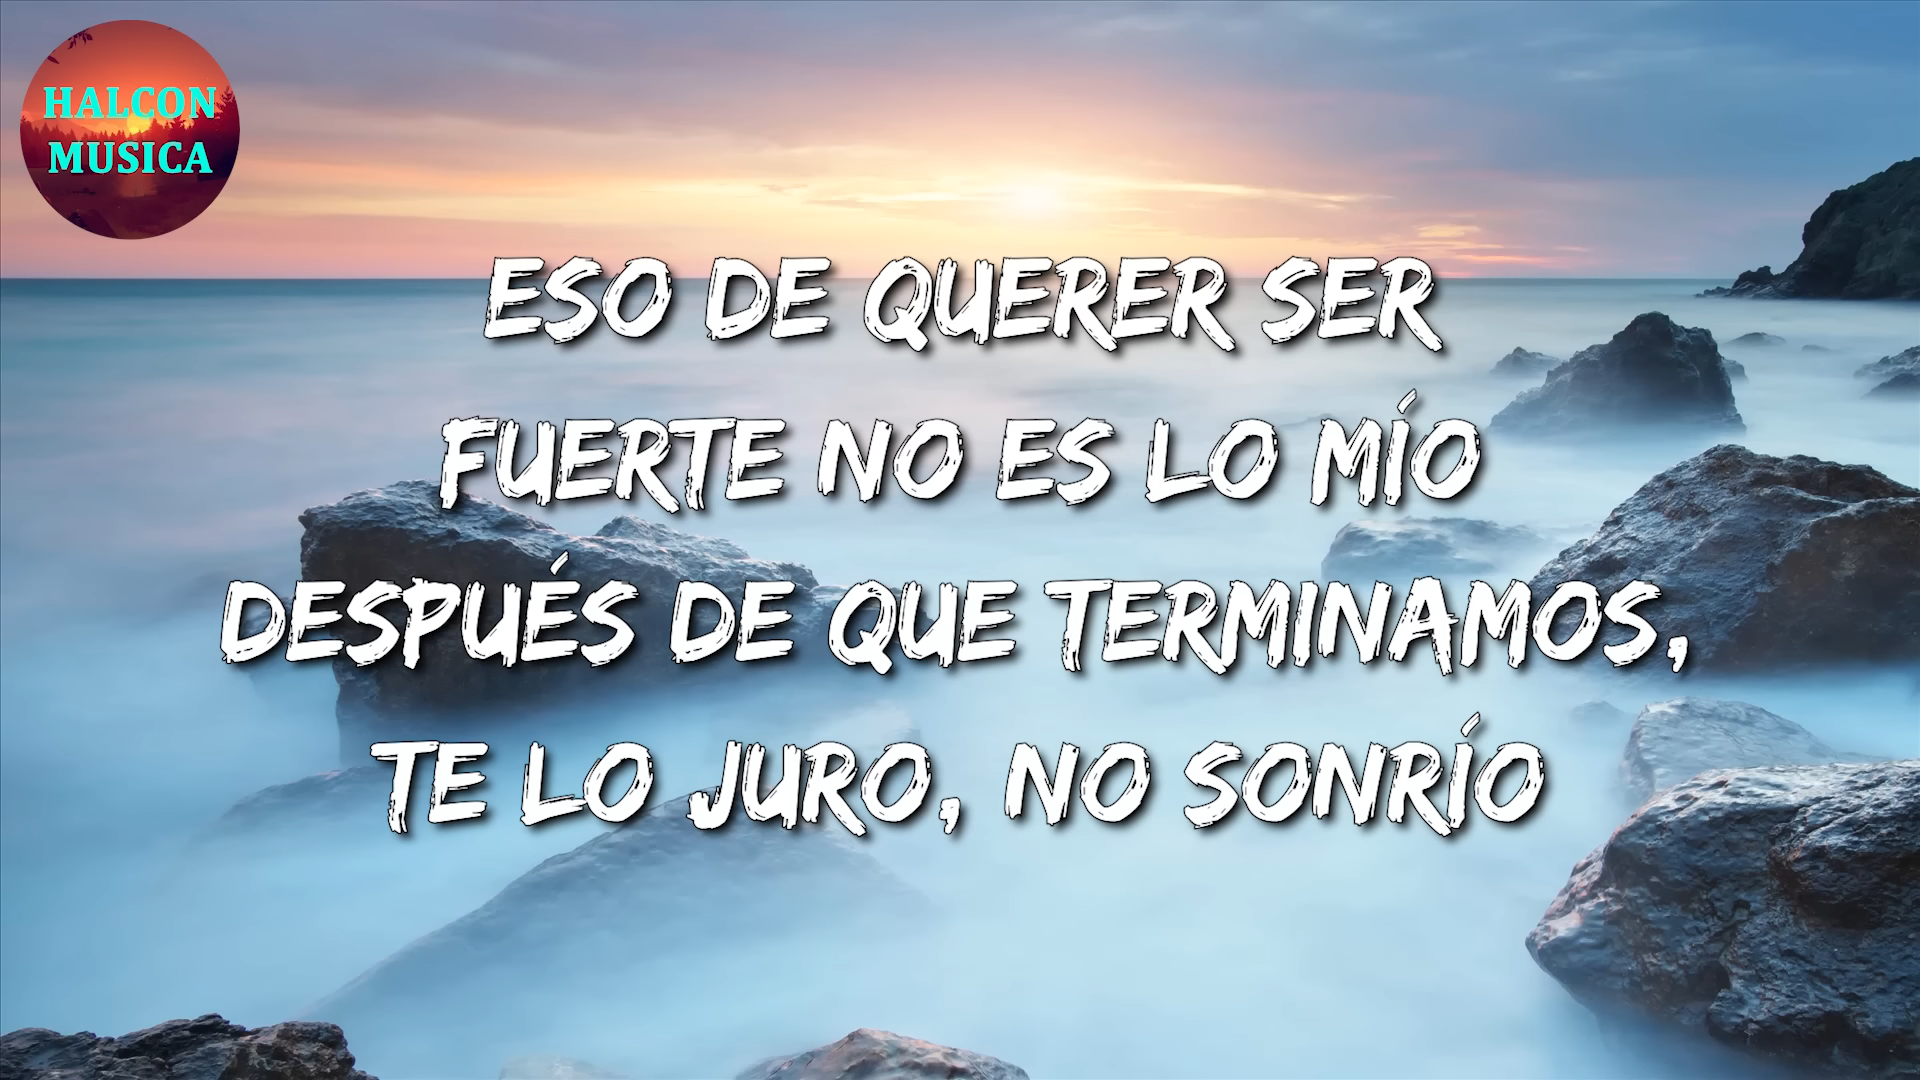 HALCON
MUSICA
ESO DE QUERER SER
FUERTE NO ES LO MÍO
DESPUÉS DE QUE TERMINAMOS,
TE LO JURO, NO SONRÍO